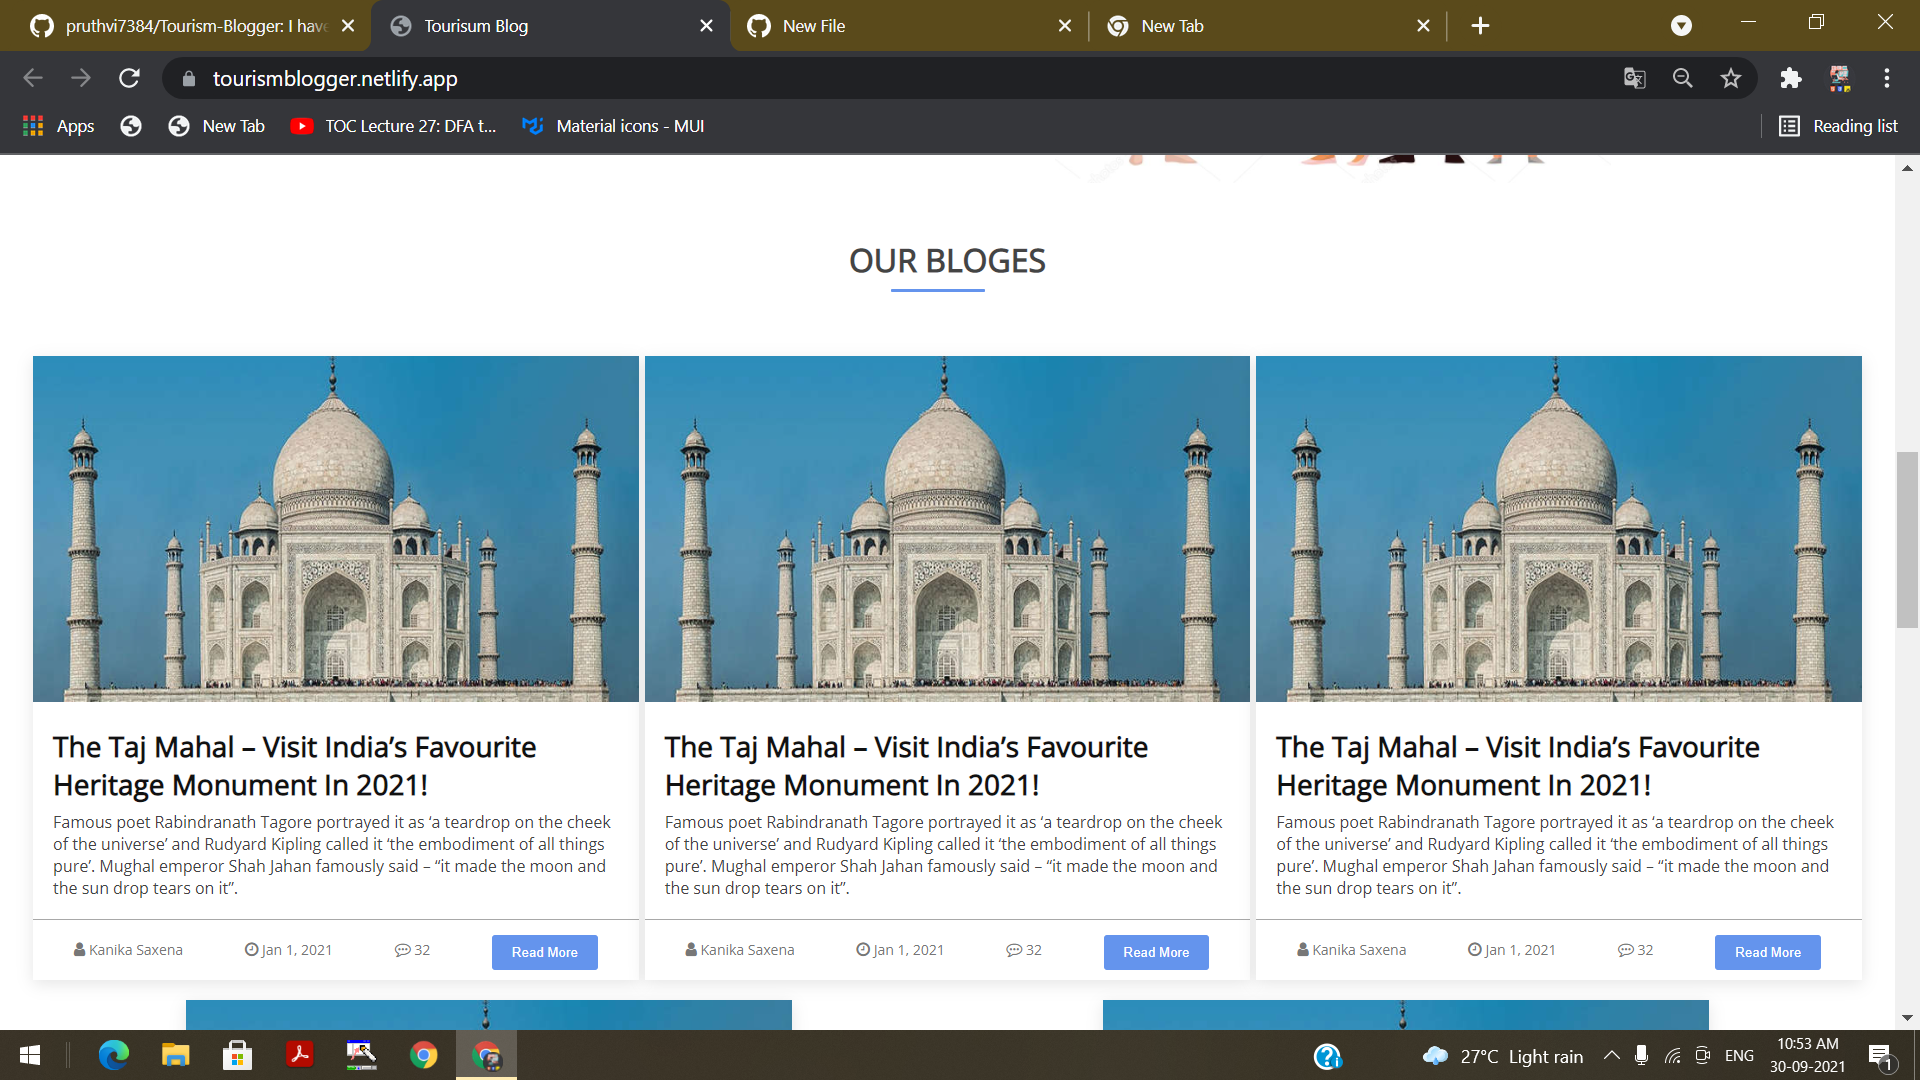 pruthvi7384/Tourism-Blogger: I have
Tourisum Blog
New File
New Tab
tourismblogger.netlify.app
Apps
New Tab
TOC Lecture 27: DFA t...
Material icons - MUI
Reading list
OUR BLOGES
The Taj Mahal – Visit India’s Favourite
Heritage Monument In 2021!
Famous poet Rabindranath Tagore portrayed it as ‘a teardrop on the cheek
of the universe’ and Rudyard Kipling called it ‘the embodiment of all things
pure’. Mughal emperor Shah Jahan famously said – “it made the moon and
the sun drop tears on it”.
Kanika Saxena Jan 1, 2021 32 Read More
The Taj Mahal – Visit India’s Favourite
Heritage Monument In 2021!
Famous poet Rabindranath Tagore portrayed it as ‘a teardrop on the cheek
of the universe’ and Rudyard Kipling called it ‘the embodiment of all things
pure’. Mughal emperor Shah Jahan famously said – “it made the moon and
the sun drop tears on it”.
Kanika Saxena Jan 1, 2021 32 Read More
The Taj Mahal – Visit India’s Favourite
Heritage Monument In 2021!
Famous poet Rabindranath Tagore portrayed it as ‘a teardrop on the cheek
of the universe’ and Rudyard Kipling called it ‘the embodiment of all things
pure’. Mughal emperor Shah Jahan famously said – “it made the moon and
the sun drop tears on it”.
Kanika Saxena Jan 1, 2021 32 Read More
27°C Light rain
ENG
10:53 AM
30-09-2021
1